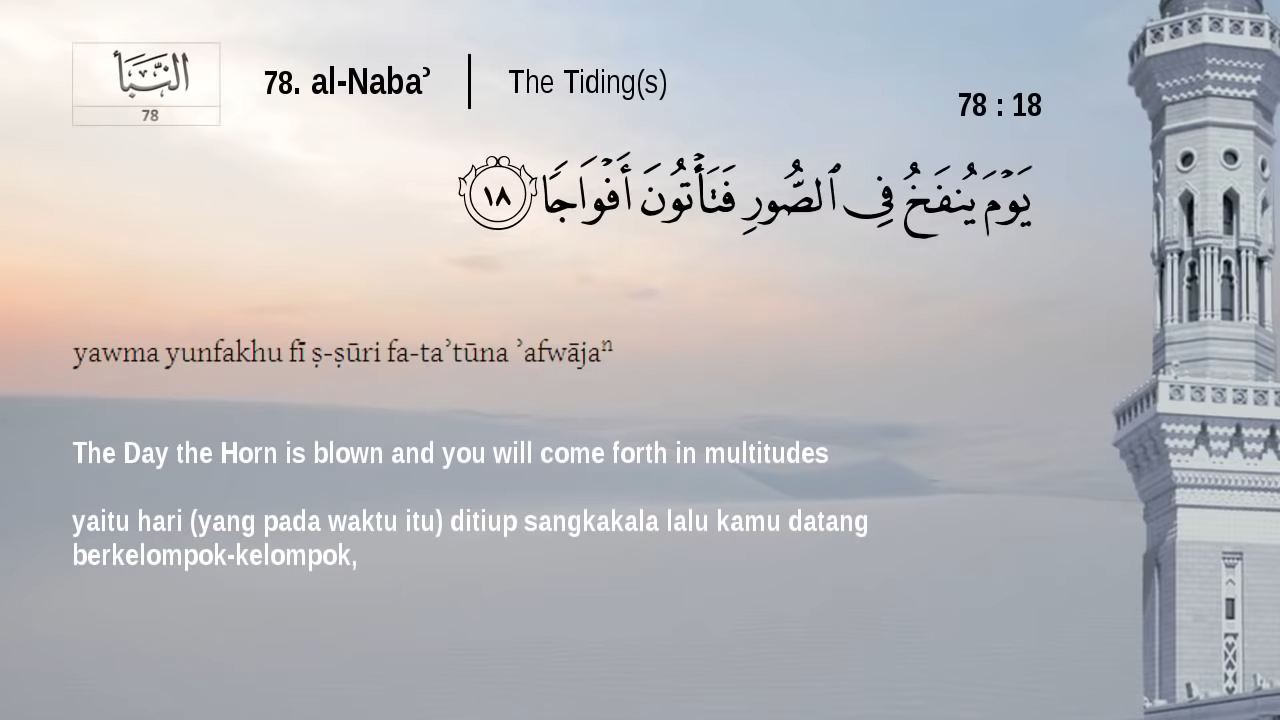 النَّبَأ
78
78. al-Nabaʾ | The Tiding(s)
78 : 18
يَوْمَ يُنفَخُ فِى ٱلصُّورِ فَتَأْتُونَ أَفْوَاجًا ١٨
yawma yunfakhu fī ṣ-ṣūri fa-taʾtūna ʾafwājaⁿ
The Day the Horn is blown and you will come forth in multitudes
yaitu hari (yang pada waktu itu) ditiup sangkakala lalu kamu datang
berkelompok-kelompok,